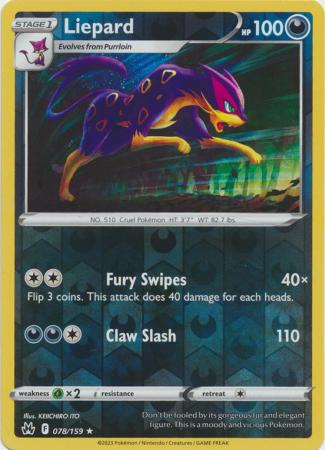 STAGE 1 Liepard HP 100
Evolves from Purrloin
NO. 510 Cruel Pokémon HT: 3'7" WT: 82.7 lbs.
Fury Swipes 40×
Flip 3 coins. This attack does 40 damage for each heads.
Claw Slash 110
weakness ×2 resistance retreat
Illus. KEIICHIRO ITO
F 078/159 ★
Don't be fooled by its gorgeous fur and elegant
figure. This is a moody and vicious Pokémon.
©2023 Pokémon / Nintendo / Creatures / GAME FREAK